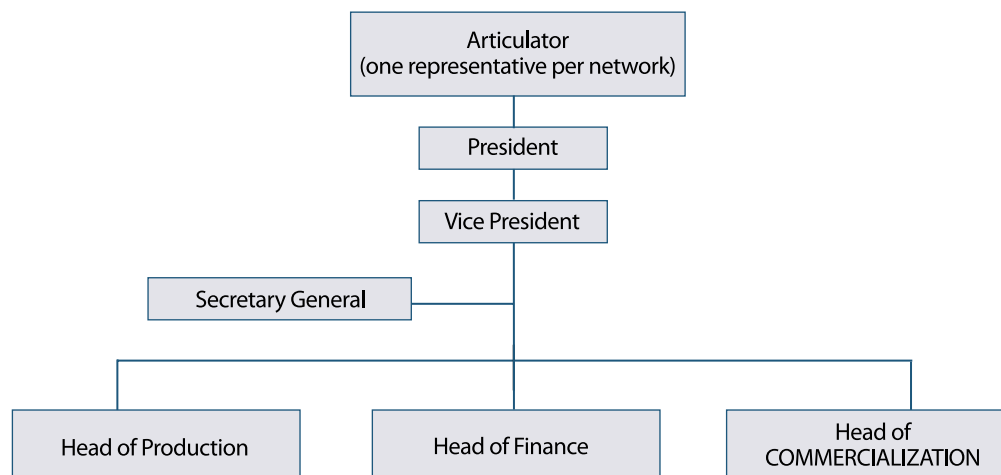 Articulator
(one representative per network)
President
Vice President
Secretary General
Head of Production
Head of Finance
Head of
COMMERCIALIZATION